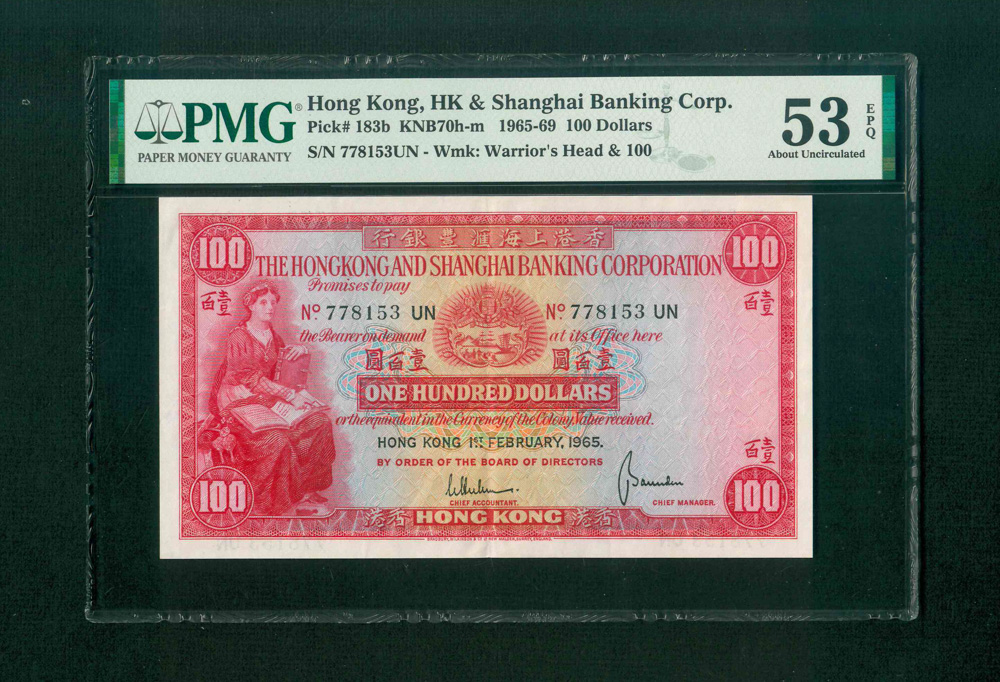 PMG®
PAPER MONEY GUARANTY
Hong Kong, HK & Shanghai Banking Corp.
Pick# 183b KNB70h-m 1965-69 100 Dollars
S/N 778153UN - Wmk: Warrior's Head & 100
53
EPQ
About Uncirculated
行銀豐滙海上港香
100
100
THE HONGKONG AND SHANGHAI BANKING CORPORATION
Promises to pay
百壹
百壹
Nº 778153 UN
Nº 778153 UN
the Bearer on demand
at its Office here
圓百壹
圓百壹
ONE HUNDRED DOLLARS
or the equivalent in the Currency of the Colony, Value received.
HONG KONG 1ST FEBRUARY, 1965.
百壹
BY ORDER OF THE BOARD OF DIRECTORS
100
100
CHIEF ACCOUNTANT.
CHIEF MANAGER.
港香
HONG KONG
港香